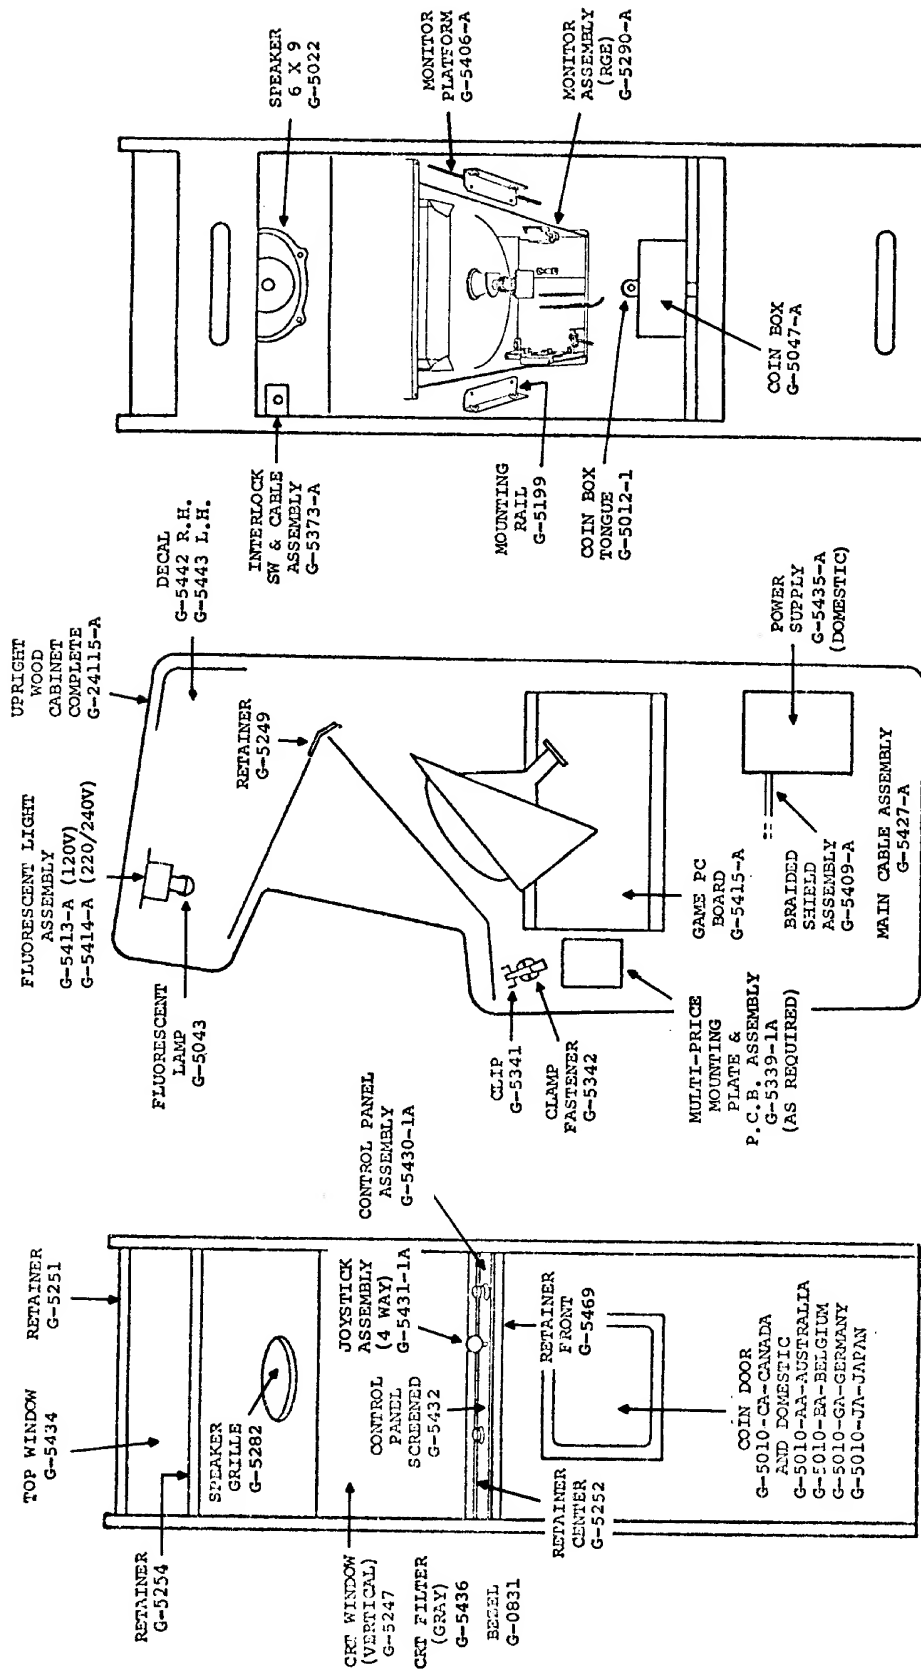 TOP WINDOW
G-5434
RETAINER
G-5251
RETAINER
G-5254
SPEAKER
GRILLE
G-5282
CRT WINDOW
(VERTICAL)
G-5247
CRT FILTER
(GRAY)
G-5436
BEZEL
G-0831
JOYSTICK
ASSEMBLY
(4 WAY)
G-5431-1A
CONTROL PANEL
ASSEMBLY
G-5430-1A
CONTROL
PANEL
SCREENED
G-5432
RETAINER
CENTER
G-5252
RETAINER
FRONT
G-5469
COIN DOOR
G-5010-CA-CANADA
AND DOMESTIC
G-5010-AA-AUSTRALIA
G-5010-BA-BELGIUM
G-5010-GA-GERMANY
G-5010-JA-JAPAN
FLUORESCENT LIGHT
ASSEMBLY
G-5413-A (120V)
G-5414-A (220/240V)
UPRIGHT
WOOD
CABINET
COMPLETE
G-24115-A
FLUORESCENT
LAMP
G-5043
DECAL
G-5442 R.H.
G-5443 L.H.
RETAINER
G-5249
CLIP
G-5341
CLAMP
FASTENER
G-5342
MULTI-PRICE
MOUNTING
PLATE &
P.C.B. ASSEMBLY
G-5339-1A
(AS REQUIRED)
GAME PC
BOARD
G-5415-A
BRAIDED
SHIELD
ASSEMBLY
G-5409-A
POWER
SUPPLY
G-5435-A
(DOMESTIC)
MAIN CABLE ASSEMBLY
G-5427-A
SPEAKER
6 X 9
G-5022
INTERLOCK
SW & CABLE
ASSEMBLY
G-5373-A
MONITOR
PLATFORM
G-5406-A
MONITOR
ASSEMBLY
(RGE)
G-5290-A
MOUNTING
RAIL
G-5199
COIN BOX
TONGUE
G-5012-1
COIN BOX
G-5047-A